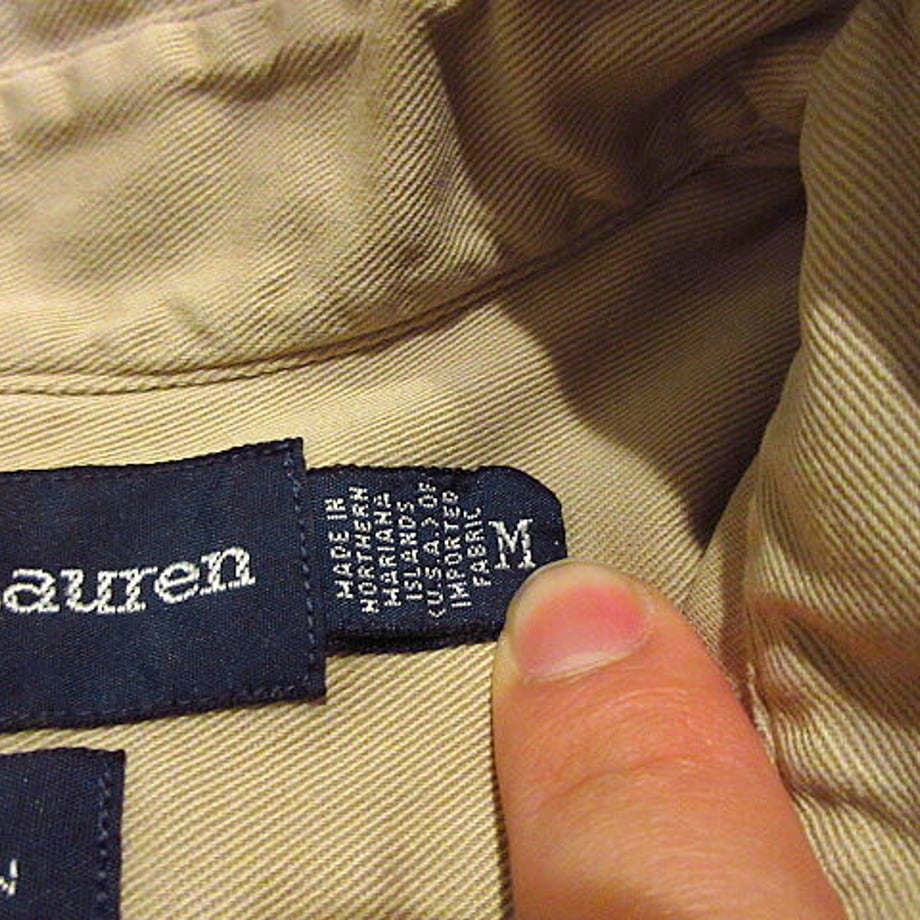 auren
MADE IN
NORTHERN
MARIANA
ISLANDS
(U.S.A.) OF
IMPORTED
FABRIC
M